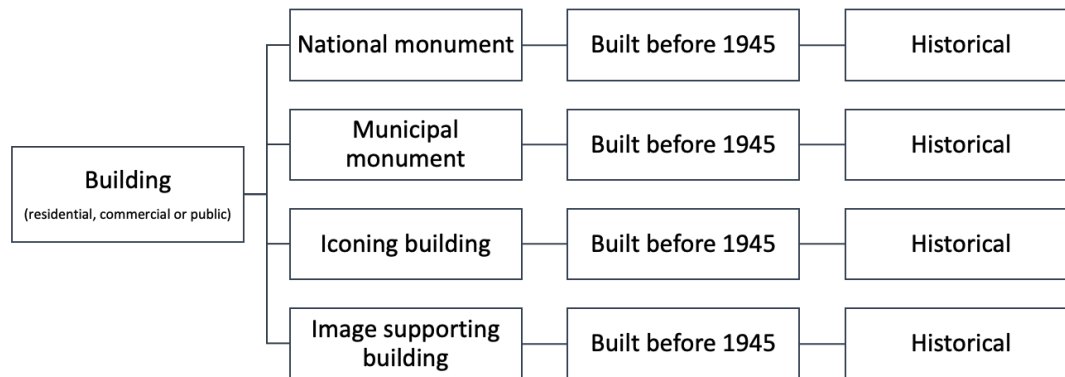 Building
(residential, commercial or public)
National monument
Built before 1945
Historical
Municipal
monument
Built before 1945
Historical
Iconing building
Built before 1945
Historical
Image supporting
building
Built before 1945
Historical